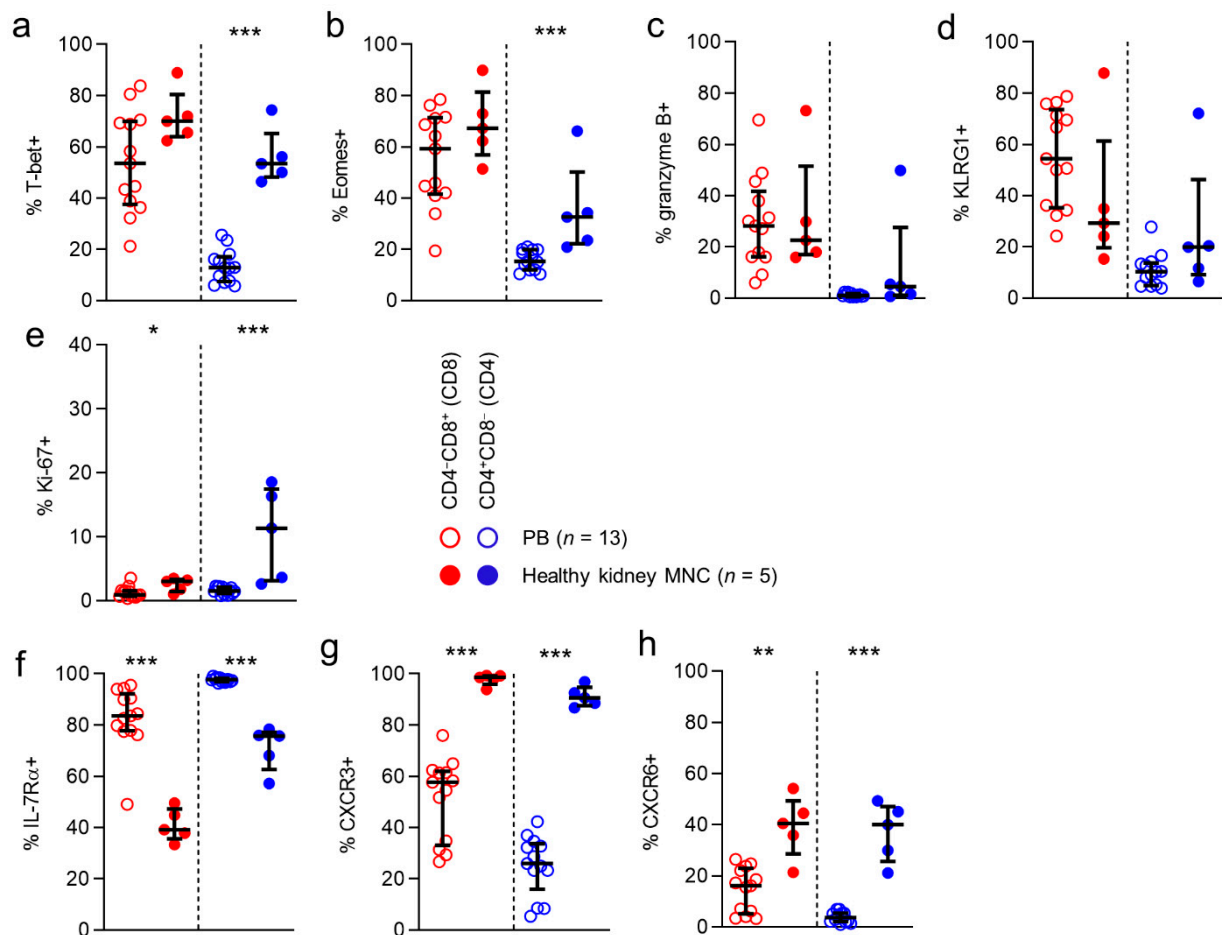 a
***
% T-bet+
100
80
60
40
20
0
b
***
% Eomes+
100
80
60
40
20
0
c
% granzyme B+
100
80
60
40
20
0
d
% KLRG1+
100
80
60
40
20
0
e
*
***
% Ki-67+
40
30
20
10
0
CD4-CD8+ (CD8)
CD4+CD8- (CD4)
PB (n = 13)
Healthy kidney MNC (n = 5)
f
***
***
% IL-7Rα+
100
80
60
40
20
0
g
***
***
% CXCR3+
100
80
60
40
20
0
h
**
***
% CXCR6+
100
80
60
40
20
0